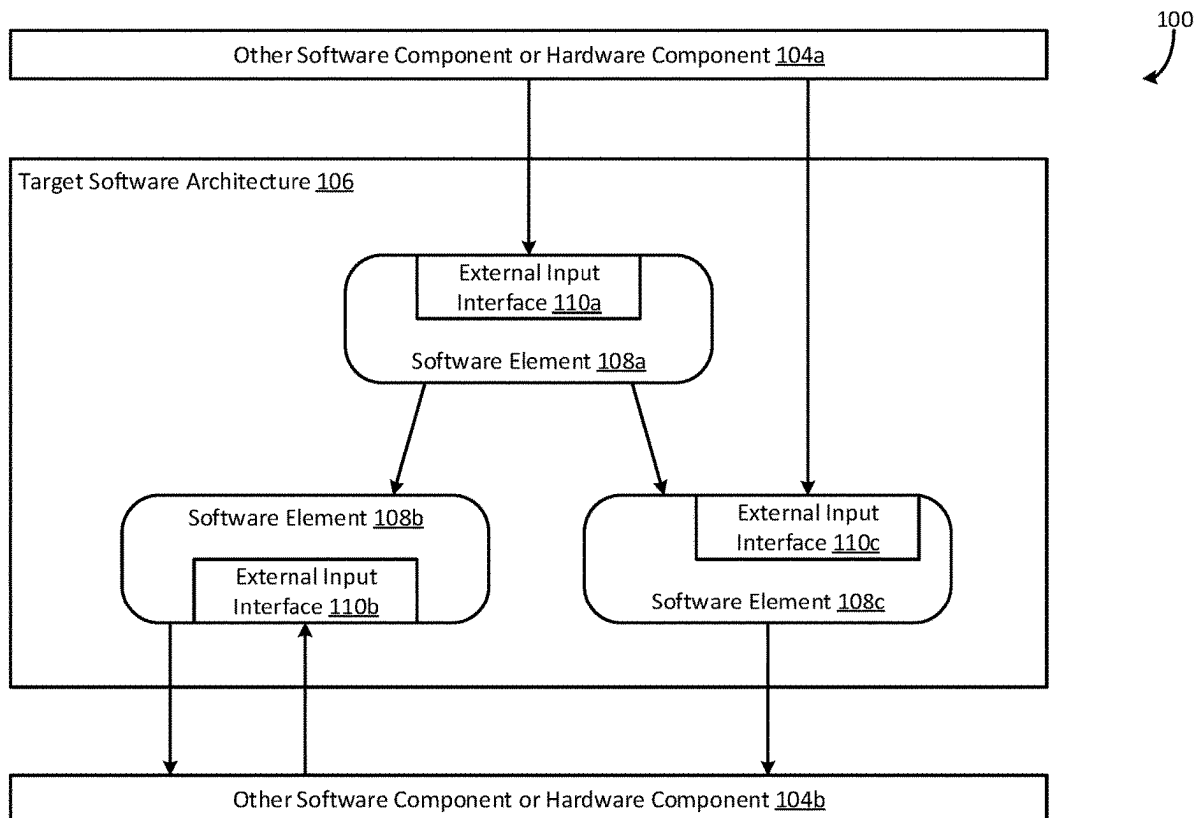 100
Other Software Component or Hardware Component 104a
Target Software Architecture 106
External Input
Interface 110a
Software Element 108a
Software Element 108b
External Input
Interface 110b
External Input
Interface 110c
Software Element 108c
Other Software Component or Hardware Component 104b